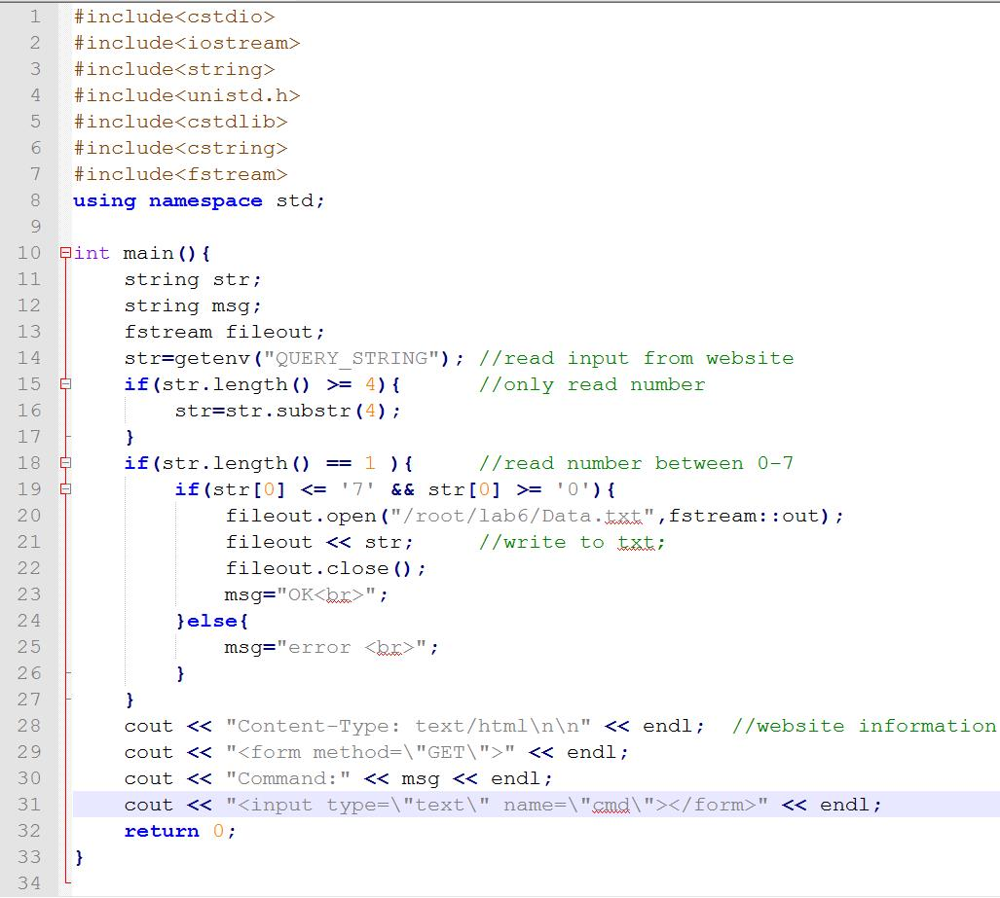 1 #include<cstdio>
2 #include<iostream>
3 #include<string>
4 #include<unistd.h>
5 #include<cstdlib>
6 #include<cstring>
7 #include<fstream>
8 using namespace std;
9
10 int main(){
11     string str;
12     string msg;
13     fstream fileout;
14     str=getenv("QUERY_STRING"); //read input from website
15     if(str.length() >= 4){      //only read number
16         str=str.substr(4);
17     }
18     if(str.length() == 1 ){     //read number between 0-7
19         if(str[0] <= '7' && str[0] >= '0'){
20             fileout.open("/root/lab6/Data.txt",fstream::out);
21             fileout << str;     //write to txt;
22             fileout.close();
23             msg="OK<br>";
24         }else{
25             msg="error <br>";
26         }
27     }
28     cout << "Content-Type: text/html\n\n" << endl;  //website information
29     cout << "<form method=\"GET\">" << endl;
30     cout << "Command:" << msg << endl;
31     cout << "<input type=\"text\" name=\"cmd\"></form>" << endl;
32     return 0;
33 }
34